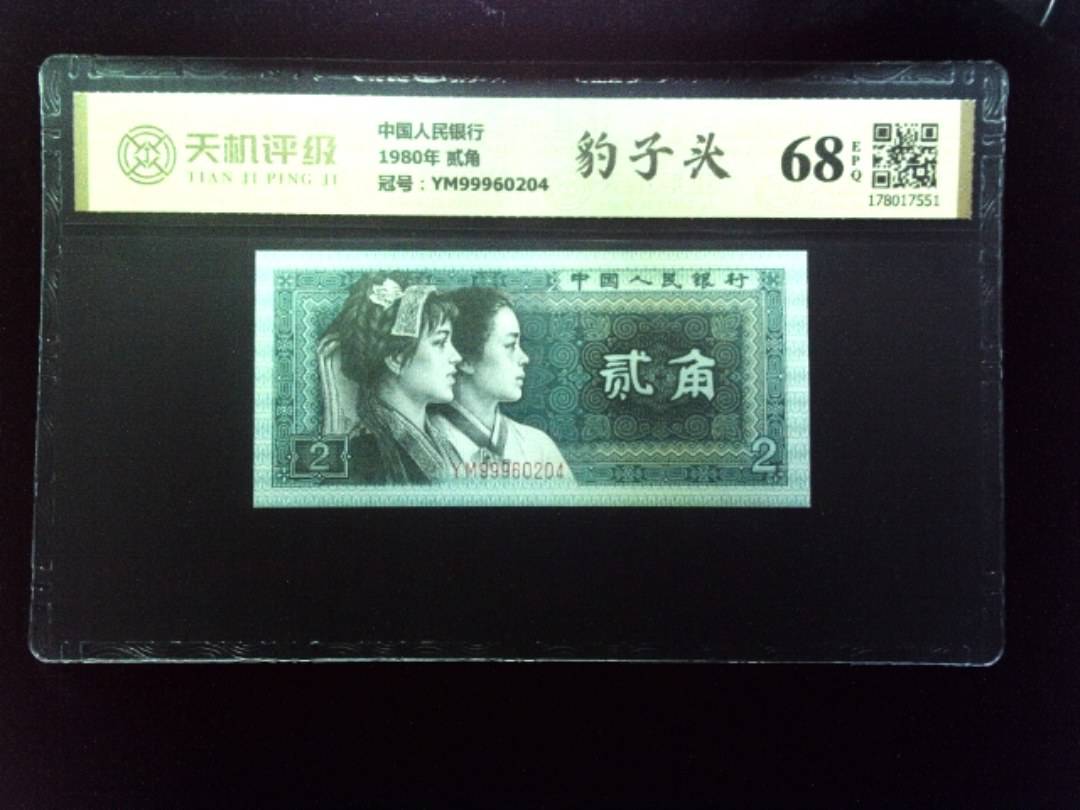 天机评级
TIAN JI PING JI
中国人民银行
1980年 贰角
冠号：YM99960204
豹子头
68
EPQ
178017551
中国人民银行
贰角
2
YM99960204
2